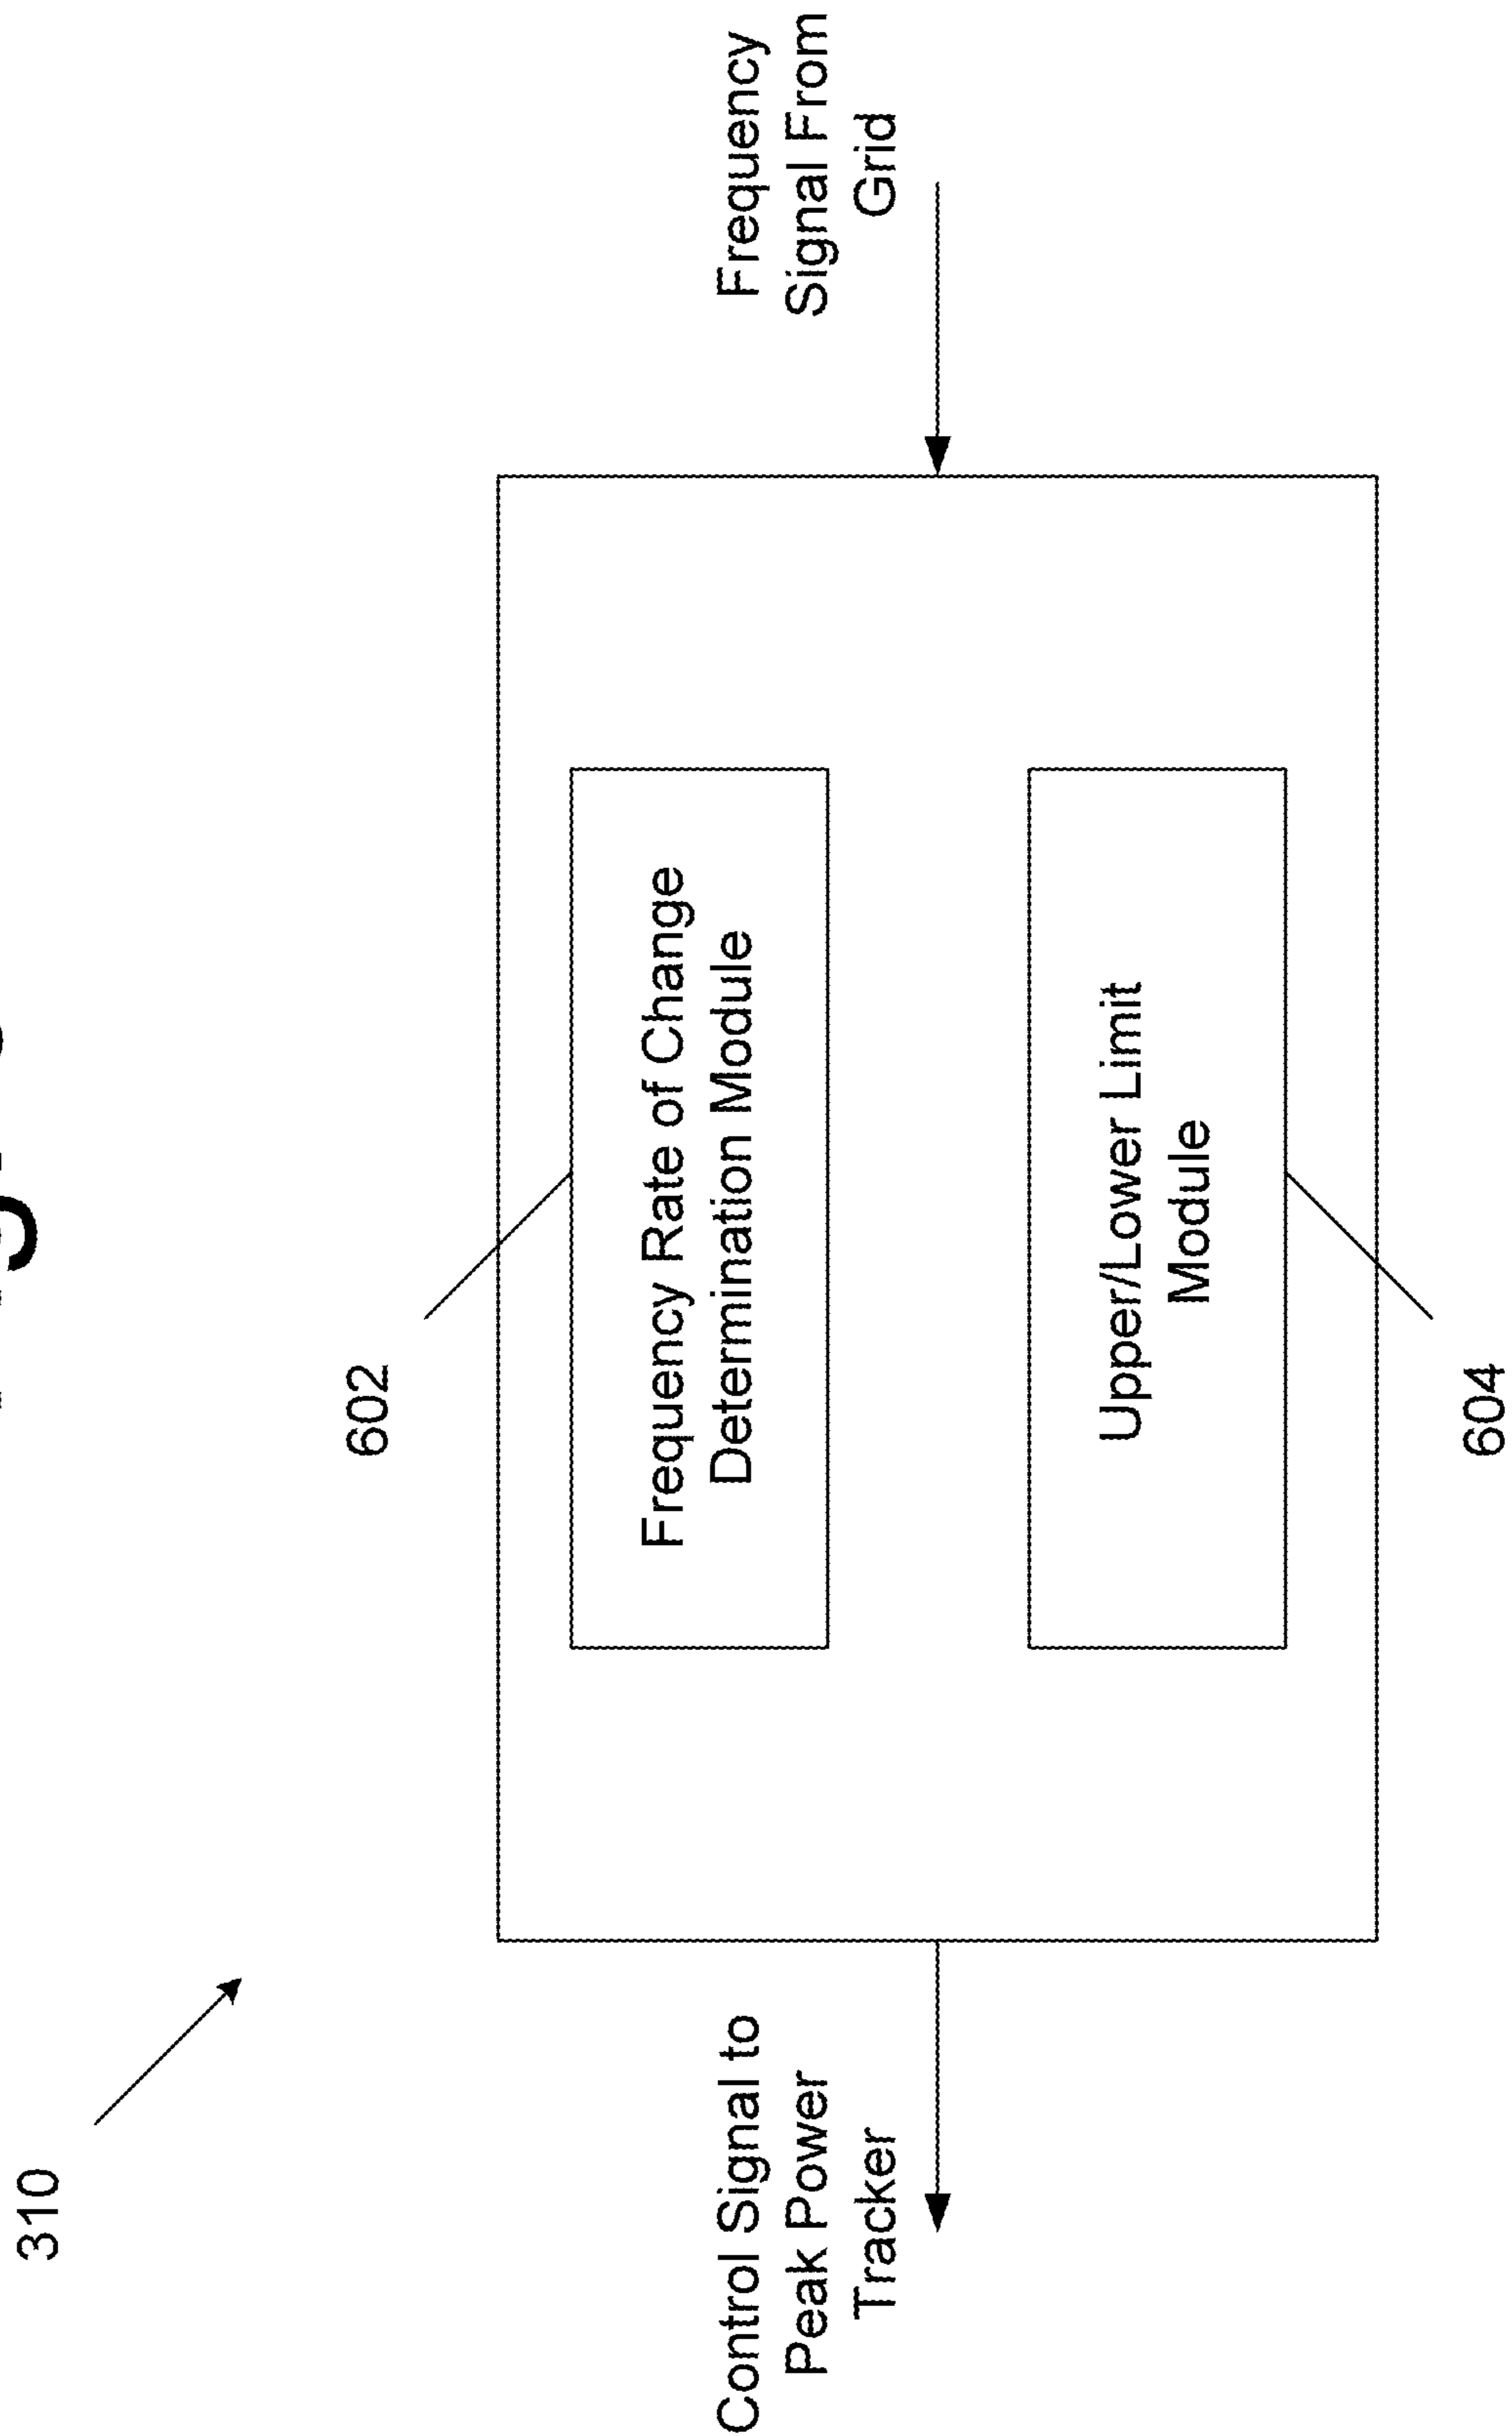 310
602
Control Signal to
Peak Power
Tracker
Frequency Rate of Change
Determination Module
Upper/Lower Limit
Module
Frequency
Signal From
Grid
604